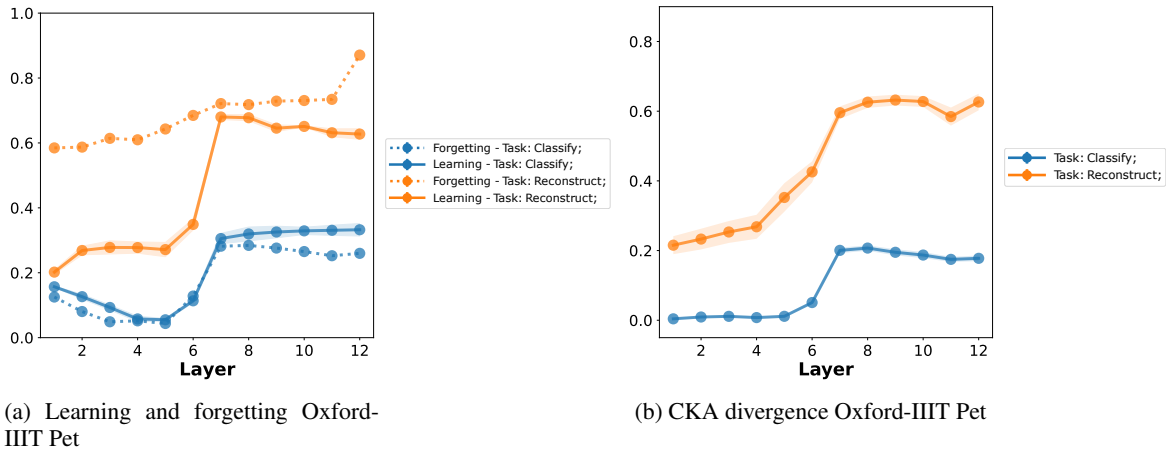 1.0
0.8
0.6
0.4
0.2
0.0
2 4 6 8 10 12
Layer
Forgetting - Task: Classify;
Learning - Task: Classify;
Forgetting - Task: Reconstruct;
Learning - Task: Reconstruct;
(a) Learning and forgetting Oxford-
IIIT Pet
0.8
0.6
0.4
0.2
0.0
2 4 6 8 10 12
Layer
Task: Classify;
Task: Reconstruct;
(b) CKA divergence Oxford-IIIT Pet